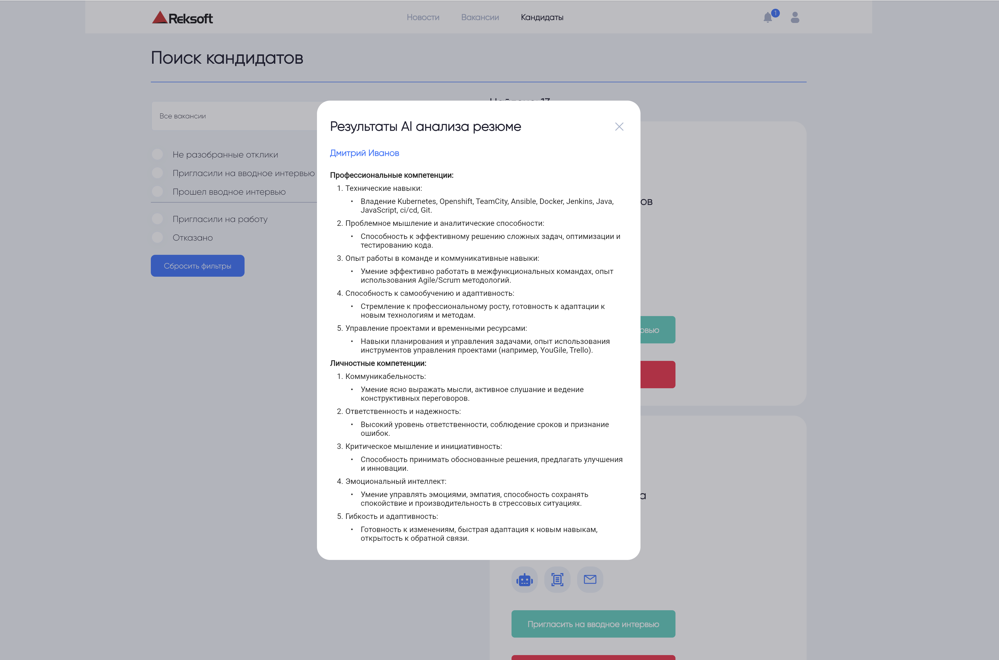 Reksoft
Новости
Вакансии
Кандидаты
1
Поиск кандидатов
Все вакансии
Не разобранные отклики
Пригласили на вводное интервью
Прошел вводное интервью
Пригласили на работу
Отказано
Сбросить фильтры
Результаты AI анализа резюме
Дмитрий Иванов
Профессиональные компетенции:
1. Технические навыки:
• Владение Kubernetes, Openshift, TeamCity, Ansible, Docker, Jenkins, Java,
JavaScript, ci/cd, Git.
2. Проблемное мышление и аналитические способности:
• Способность к эффективному решению сложных задач, оптимизации и
тестированию кода.
3. Опыт работы в команде и коммуникативные навыки:
• Умение эффективно работать в межфункциональных командах, опыт
использования Agile/Scrum методологий.
4. Способность к самообучению и адаптивность:
• Стремление к профессиональному росту, готовность к адаптации к
новым технологиям и методам.
5. Управление проектами и временными ресурсами:
• Навыки планирования и управления задачами, опыт использования
инструментов управления проектами (например, YouGile, Trello).
Личностные компетенции:
1. Коммуникабельность:
• Умение ясно выражать мысли, активное слушание и ведение
конструктивных переговоров.
2. Ответственность и надежность:
• Высокий уровень ответственности, соблюдение сроков и признание
ошибок.
3. Критическое мышление и инициативность:
• Способность принимать обоснованные решения, предлагать улучшения
и инновации.
4. Эмоциональный интеллект:
• Умение управлять эмоциями, эмпатия, способность сохранять
спокойствие и производительность в стрессовых ситуациях.
5. Гибкость и адаптивность:
• Готовность к изменениям, быстрая адаптация к новым навыкам,
открытость к обратной связи.
Пригласить на вводное интервью